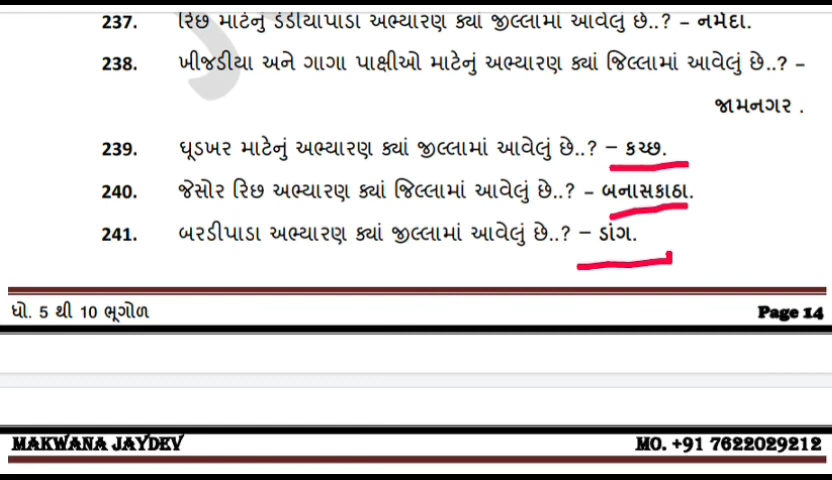 237. રિંછ માટેનું ડેડીયાપાડા અભ્યારણ ક્યાં જીલ્લામાં આવેલું છે..? – નર્મદા.
238. ખીજડીયા અને ગાગા પાક્ષીઓ માટેનું અભ્યારણ ક્યાં જિલ્લામાં આવેલું છે..? –
જામનગર .
239. ઘૂડખર માટેનું અભ્યારણ ક્યાં જીલ્લામાં આવેલું છે..? – કચ્છ.
240. જેસોર રિંછ અભ્યારણ ક્યાં જિલ્લામાં આવેલું છે..? – બનાસકાઠા.
241. બરડીપાડા અભ્યારણ ક્યાં જીલ્લામાં આવેલું છે..? – ડાંગ.
ધો. 5 થી 10 ભૂગોળ Page 14
MAKWANA JAYDEV MO. +91 7622029212